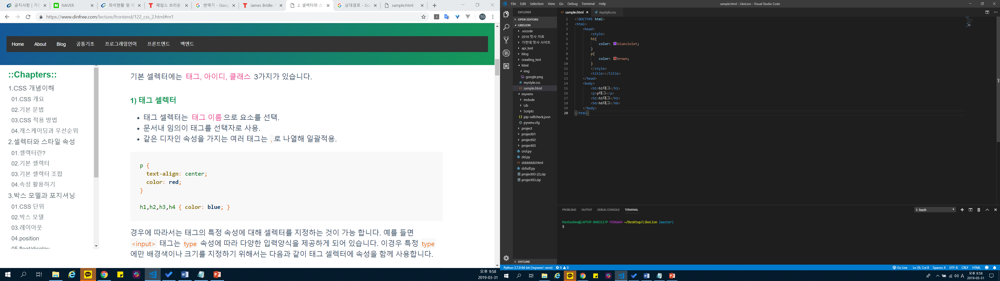 공지사항 | 가천
NAVER
좌석현황 및 예
제임스 브리들:
번역기 - Goog
James Bridle: T
2. 셀렉터와 스
상대경로 - Goo
sample.html
https://www.dinfree.com/lecture/frontend/122_css_2.html#m1
TO
Home About Blog 공통기초 프로그래밍언어 프론트엔드 백엔드
::Chapters::
1.CSS 개념이해
01.CSS 개요
02.기본 문법
03.CSS 적용 방법
04.캐스케이딩과 우선순위
2.셀렉터와 스타일 속성
01.셀렉터란?
02.기본 셀렉터
03.기본 셀렉터 조합
04.속성 활용하기
3.박스 모델과 포지셔닝
01.CSS 단위
02.박스 모델
03.레이아웃
04.position
05.float/display
기본 셀렉터에는 태그, 아이디, 클래스 3가지가 있습니다.
1) 태그 셀렉터
• 태그 셀렉터는 태그 이름 으로 요소를 선택.
• 문서내 임의이 태그를 선택자로 사용.
• 같은 디자인 속성을 가지는 여러 태그는 , 로 나열해 일괄적용.
p {
text-align: center;
color: red;
}
h1,h2,h3,h4 { color: blue; }
경우에 따라서는 태그의 특정 속성에 대해 셀렉터를 지정하는 것이 가능 합니다. 예를 들면
<input> 태그는 type 속성에 따라 다양한 입력양식을 제공하게 되어 있습니다. 이경우 특정 type
에만 배경색이나 크기를 지정하기 위해서는 다음과 같이 태그 셀렉터에 속성을 함께 사용합니다.
오후 9:58
2019-03-31
File Edit Selection View Go Debug Terminal Help
sample.html - LikeLion - Visual Studio Code
EXPLORER
OPEN EDITORS
LIKELION
.vscode
2019 멋사 자료
가천대 멋사 사이트
api_test
blog
crawling_test
html
img
google.png
mystyle.css
sample.html
myvenv
Include
Lib
Scripts
pip-selfcheck.json
pyvenv.cfg
project
project01
project02
project03
crol.py
dd.py
ddddddd.html
dsfsdf.py
project03 (2).zip
project03.zip
OUTLINE
sample.html
mystyle.css
1 <!DOCTYPE html>
2 <html>
3 <head>
4 <style>
5 h1{
6 color: blueviolet;
7 }
8 p{
9 color: brown;
10 }
11 </style>
12 <title></title>
13 </head>
14 <body>
15 <h1>h1태그</h1>
16 <p>p태그</p>
17 <h1>h1태그</h1>
18 <h6>h6태그</h6>
19 </body>
20 </html>
PROBLEMS OUTPUT DEBUG CONSOLE TERMINAL
1: bash
MunSeoHee@LAPTOP-BH83117P MINGW64 ~/Desktop/LikeLion (master)
$
Python 3.7.0 64-bit ('myvenv': venv) 0 0
Go Live Ln 20, Col 8 Spaces: 4 UTF-8 CRLF HTML
A
오후 9:58
2019-03-31